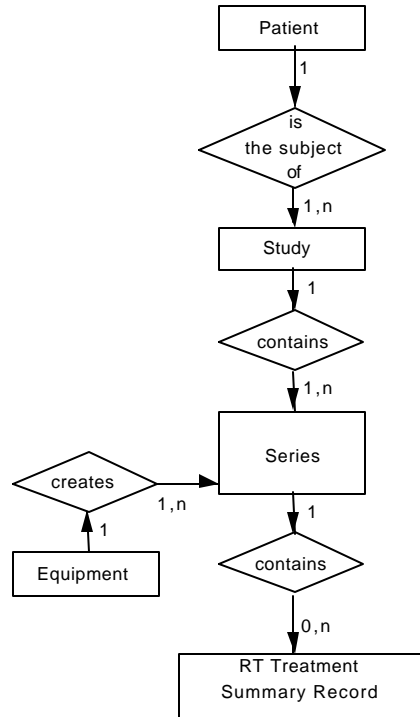 Patient
1
is
the subject
of
1,n
Study
1
contains
1,n
Series
creates
1,n
1
Equipment
1
contains
0,n
RT Treatment
Summary Record